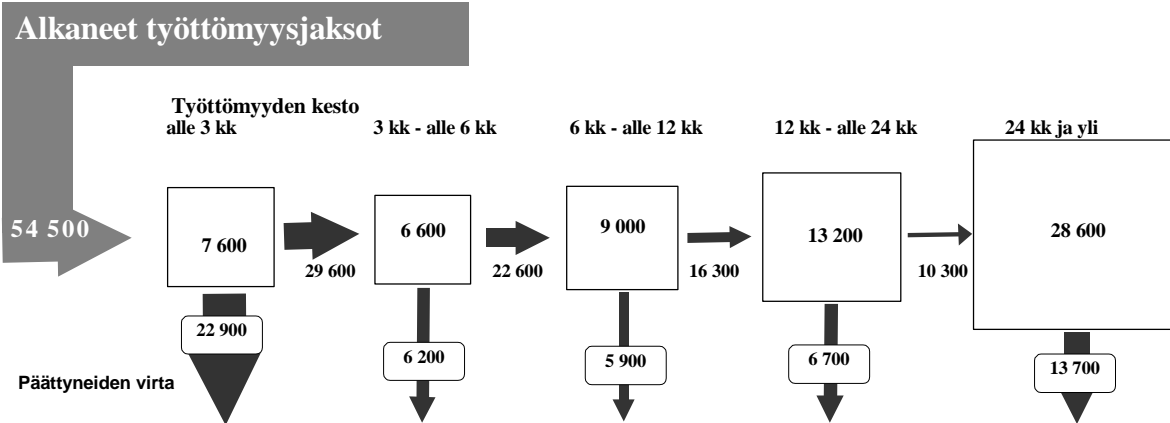 Alkaneet työttömyysjaksot
Työttömyyden kesto
alle 3 kk
3 kk - alle 6 kk
6 kk - alle 12 kk
12 kk - alle 24 kk
24 kk ja yli
54 500
7 600
6 600
9 000
13 200
28 600
29 600
22 600
16 300
10 300
22 900
6 200
5 900
6 700
13 700
Päättyneiden virta